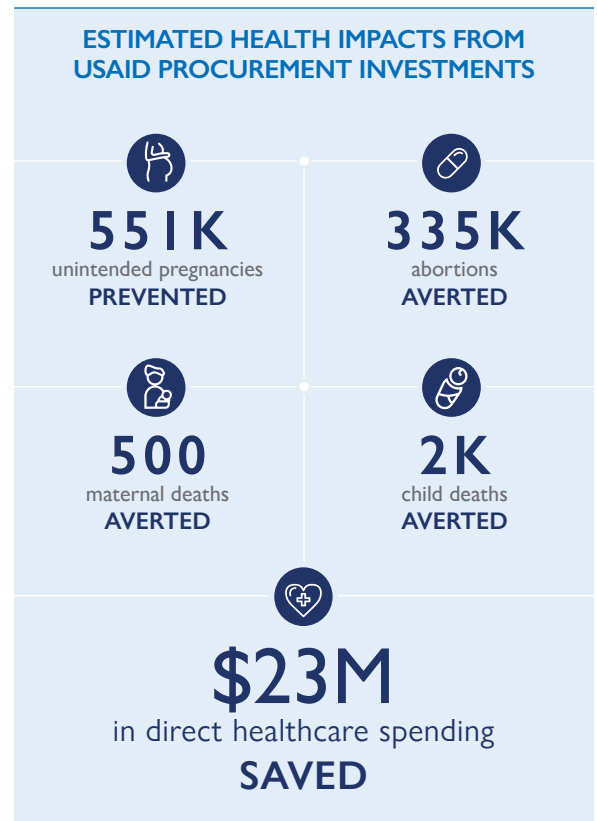 ESTIMATED HEALTH IMPACTS FROM
USAID PROCUREMENT INVESTMENTS
551K
unintended pregnancies
PREVENTED
335K
abortions
AVERTED
500
maternal deaths
AVERTED
2K
child deaths
AVERTED
$23M
in direct healthcare spending
SAVED